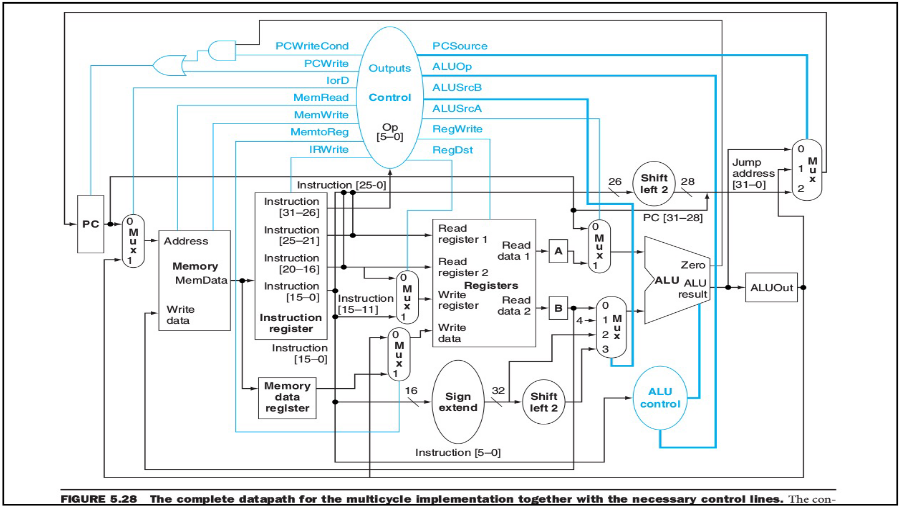 PCWriteCond
PCWrite
IorD
MemRead
MemWrite
MemtoReg
IRWrite
Outputs
Control
Op
[5–0]
PCSource
ALUOp
ALUSrcB
ALUSrcA
RegWrite
RegDst
Instruction [25-0]
26
Shift
left 2
28
Jump
address
[31–0]
PC [31–28]
0
1
2
M
u
x
PC
0
M
u
x
1
Address
Memory
MemData
Write
data
Instruction
[31–26]
Instruction
[25–21]
Instruction
[20–16]
Instruction
[15–0]
Instruction
register
Instruction
[15–11]
Instruction
[15–0]
Memory
data
register
0
M
u
x
1
0
M
u
x
1
Read
register 1
Read
register 2
Registers
Write
register
Write
data
Read
data 1
Read
data 2
A
B
0
M
u
x
1
4
0
1
2
3
M
u
x
Zero
ALU
ALU
result
ALUOut
16
Sign
extend
32
Shift
left 2
ALU
control
Instruction [5–0]
FIGURE 5.28 The complete datapath for the multicycle implementation together with the necessary control lines. The con-